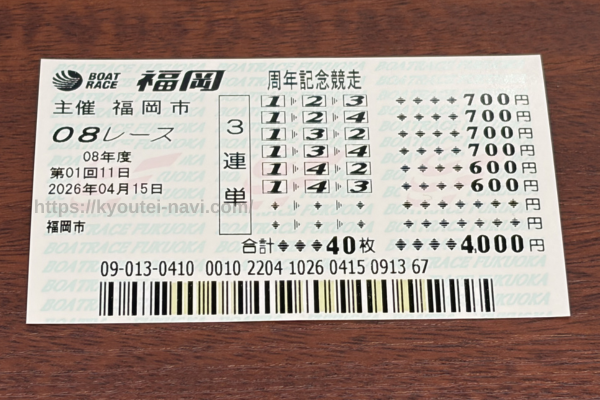 BOAT RACE 福岡 周年記念競走
主催 福岡市
08レース
08年度
第01回11日
2026年04月15日
https://kyoutei-navi.com/
福岡市
3連単
1 2 3 700円
1 2 4 700円
1 3 2 700円
1 3 4 700円
1 4 2 600円
1 4 3 600円
円
円
合計 40枚 4,000円
09-013-0410 0010 2204 1026 0415 0913 67
BOATRACE FUKUOKA